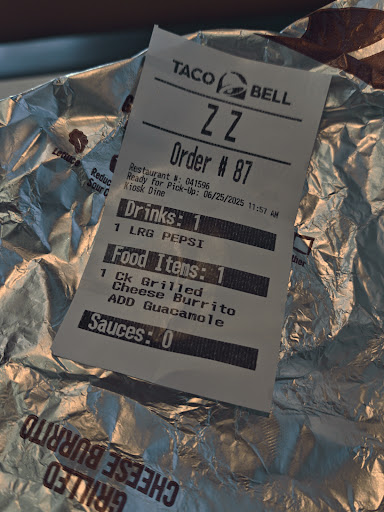 TACO BELL
Z Z
Order # 87
Restaurant N: 041596
Ready for Pick-Up: 06/25/2025 11:57 AM
Kiosk Dine
Drinks: 1
1 LRG PEPSI
Food Items: 1
1 Ck Grilled
Cheese Burrito
ADD Guacamole
Sauces: 0
GRILLED
CHEESE BURRITO